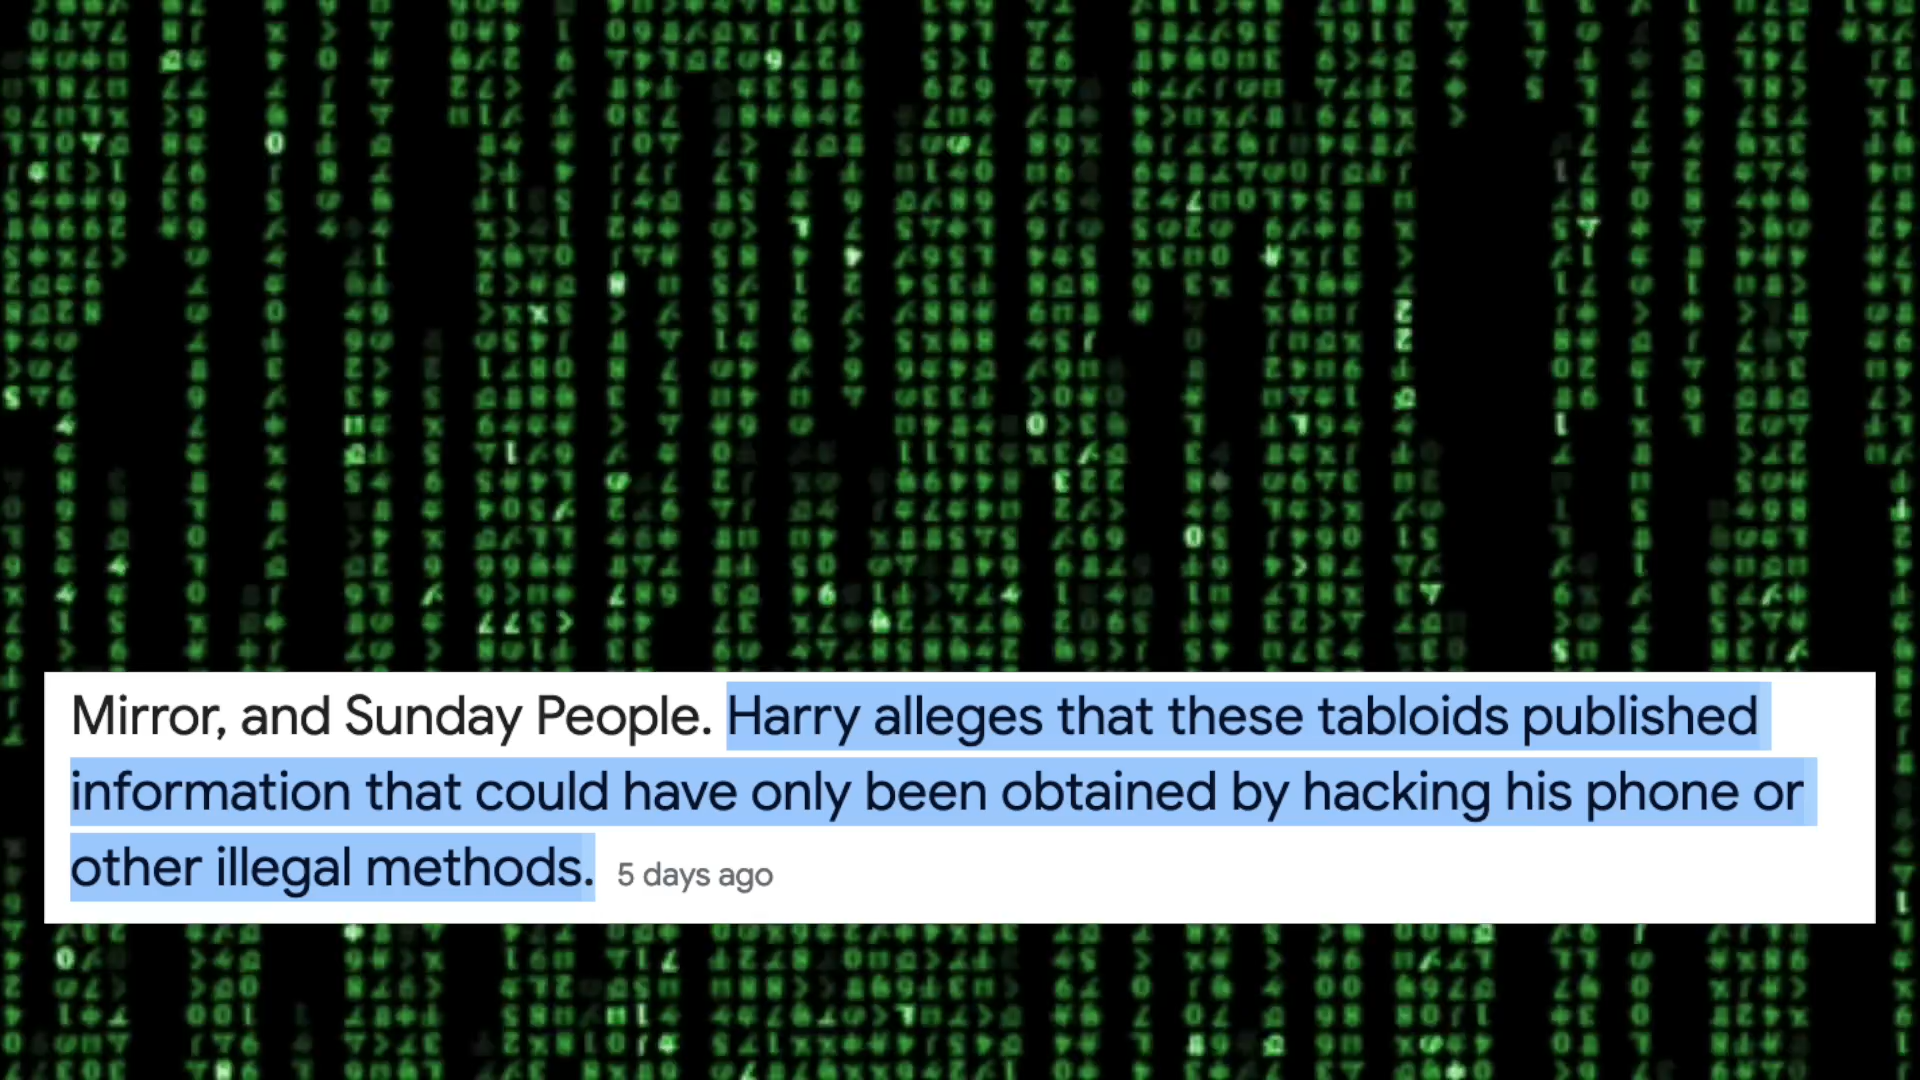 Mirror, and Sunday People. Harry alleges that these tabloids published
information that could have only been obtained by hacking his phone or
other illegal methods. 5 days ago